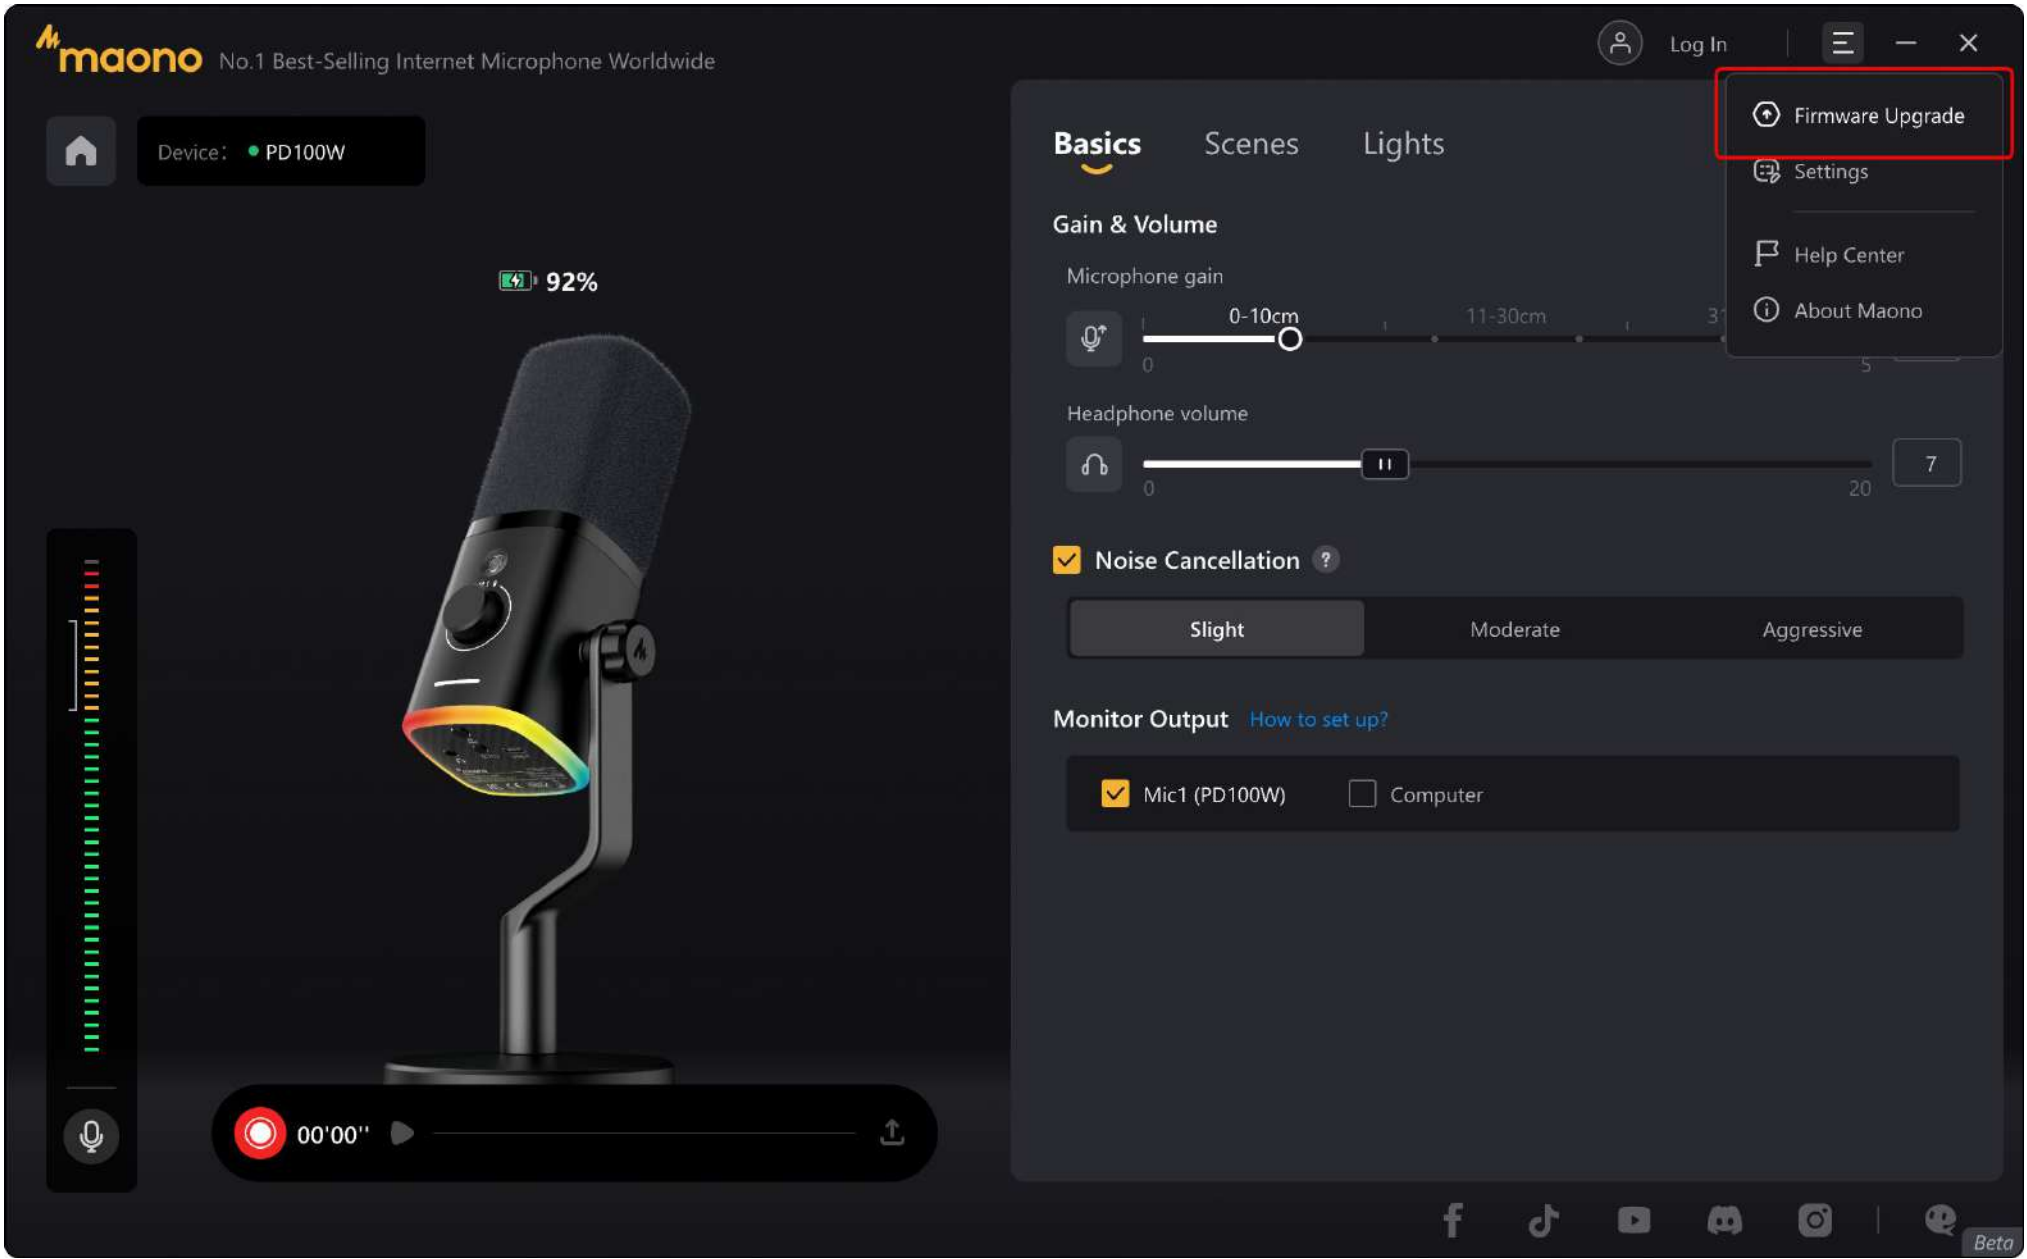 maono No.1 Best-Selling Internet Microphone Worldwide
Log In
Device: PD100W
92%
00'00''
Basics Scenes Lights
Firmware Upgrade
Settings
Help Center
About Maono
Gain & Volume
Microphone gain
0-10cm 11-30cm
0 5
Headphone volume
7
0 20
Noise Cancellation ?
Slight Moderate Aggressive
Monitor Output How to set up?
Mic1 (PD100W) Computer
Beta